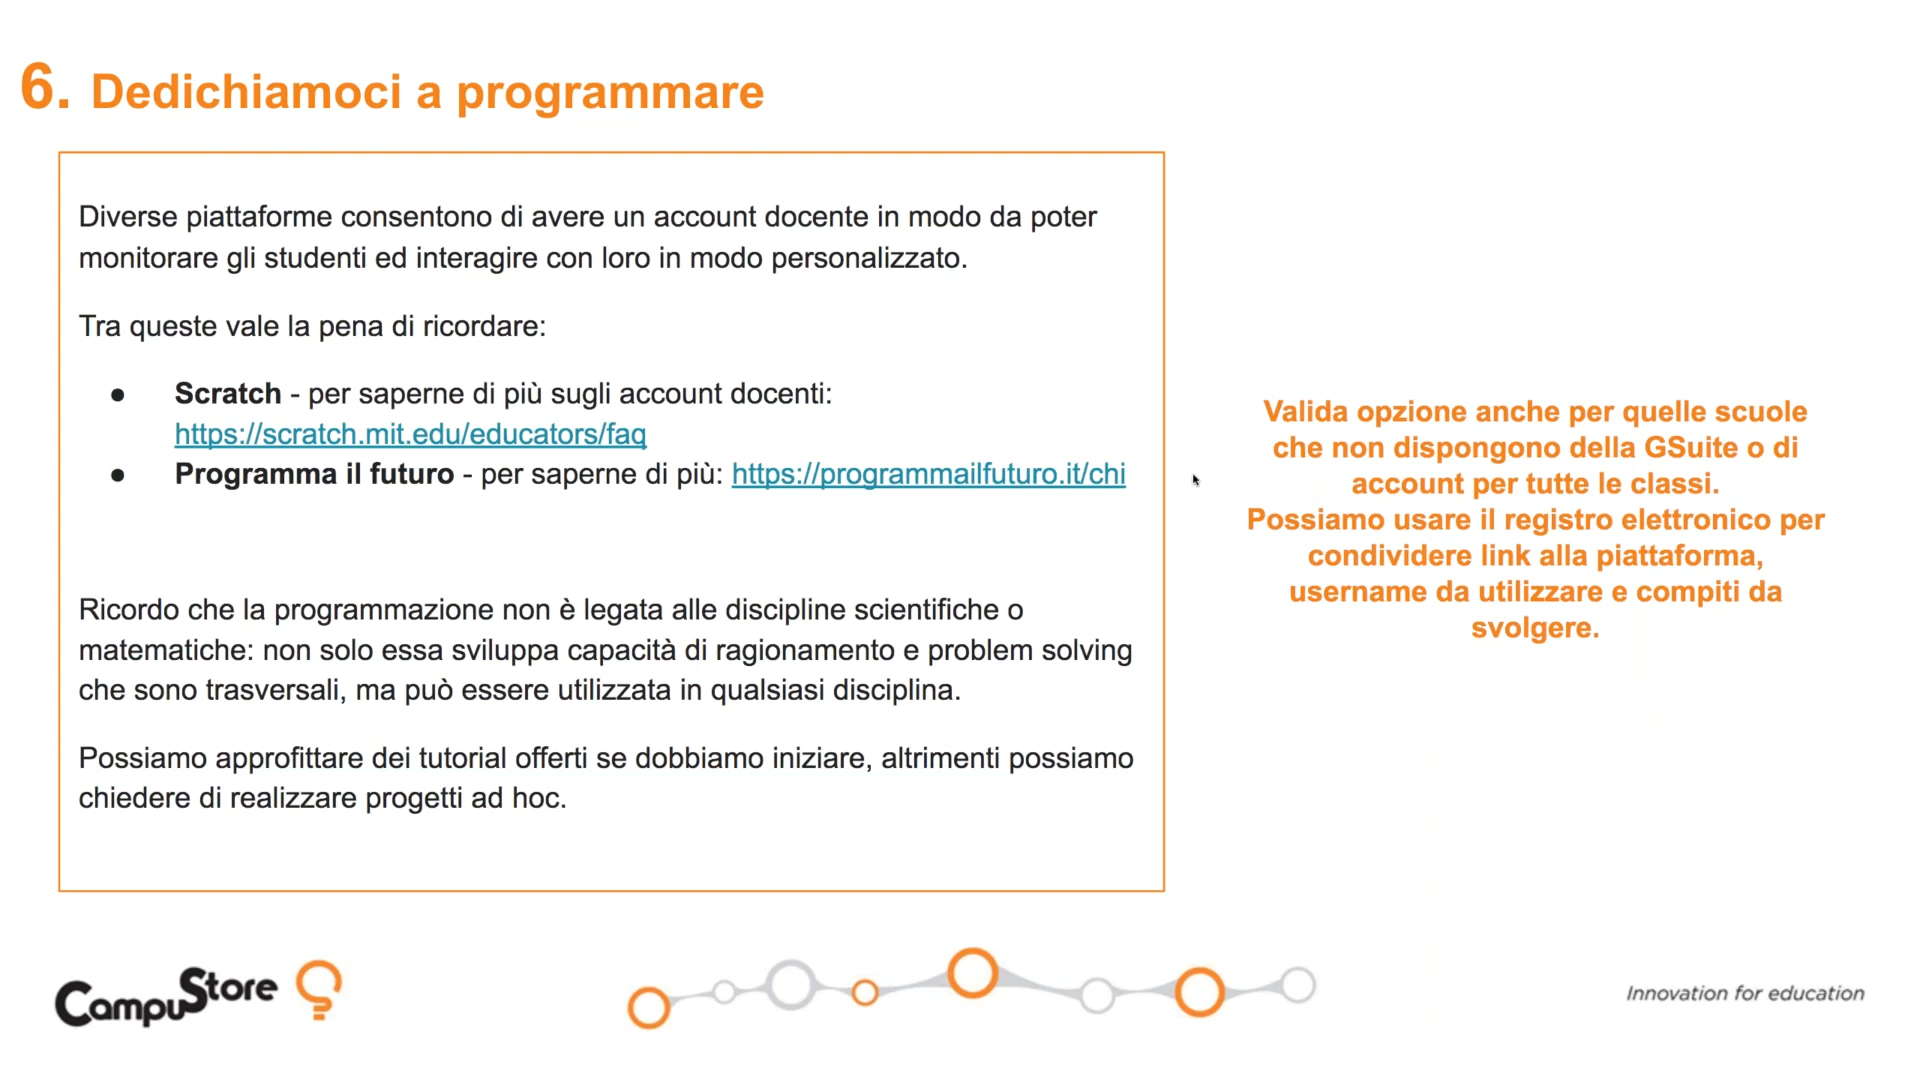 6. Dedichiamoci a programmare
Diverse piattaforme consentono di avere un account docente in modo da poter
monitorare gli studenti ed interagire con loro in modo personalizzato.
Tra queste vale la pena di ricordare:
● Scratch - per saperne di più sugli account docenti:
https://scratch.mit.edu/educators/faq
● Programma il futuro - per saperne di più: https://programmailfuturo.it/chi
Ricordo che la programmazione non è legata alle discipline scientifiche o
matematiche: non solo essa sviluppa capacità di ragionamento e problem solving
che sono trasversali, ma può essere utilizzata in qualsiasi disciplina.
Possiamo approfittare dei tutorial offerti se dobbiamo iniziare, altrimenti possiamo
chiedere di realizzare progetti ad hoc.
Valida opzione anche per quelle scuole
che non dispongono della GSuite o di
account per tutte le classi.
Possiamo usare il registro elettronico per
condividere link alla piattaforma,
username da utilizzare e compiti da
svolgere.
CampuStore
Innovation for education